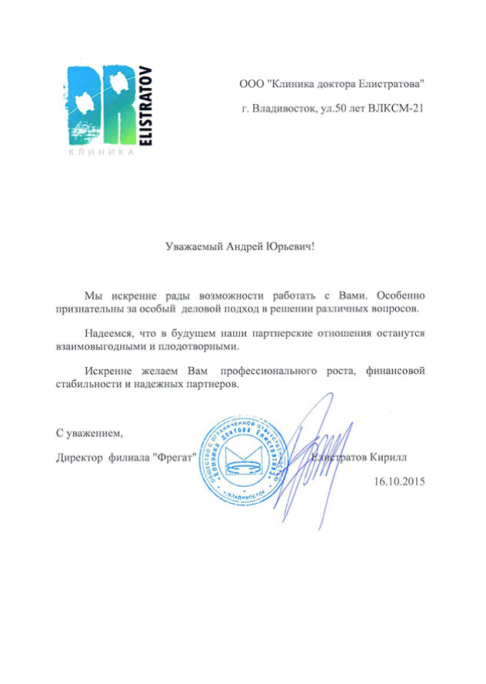 DR
ELISTRATOV
КЛИНИКА
ООО "Клиника доктора Елистратова"
г. Владивосток, ул.50 лет ВЛКСМ-21
Уважаемый Андрей Юрьевич!
Мы искренне рады возможности работать с Вами. Особенно
признательны за особый деловой подход в решении различных вопросов.
Надеемся, что в будущем наши партнерские отношения останутся
взаимовыгодными и плодотворными.
Искренне желаем Вам профессионального роста, финансовой
стабильности и надежных партнеров.
С уважением,
Директор филиала "Фрегат"
ОБЩЕСТВО С ОГРАНИЧЕННОЙ ОТВЕТСТВЕННОСТЬЮ
КЛИНИКА ДОКТОРА ЕЛИСТРАТОВА
г.ВЛАДИВОСТОК
Елистратов Кирилл
16.10.2015